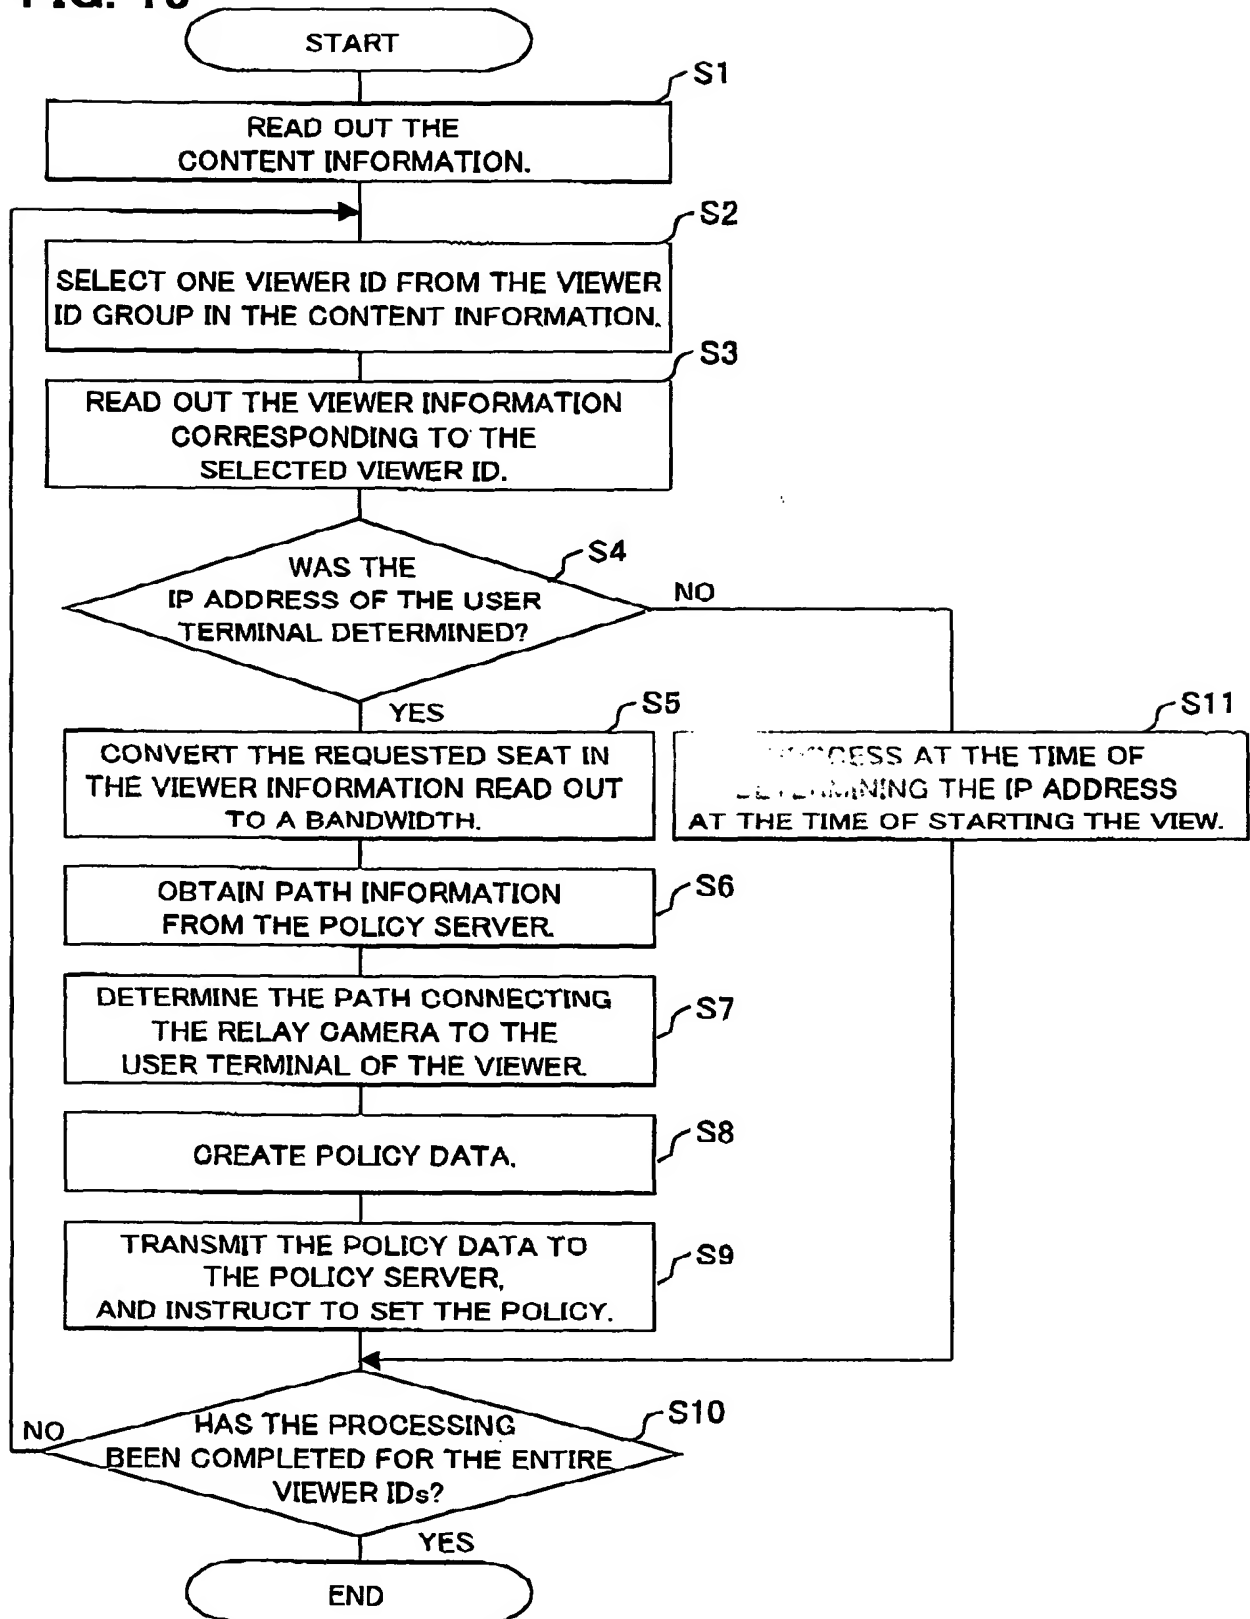 START
S1
READ OUT THE
CONTENT INFORMATION.
S2
SELECT ONE VIEWER ID FROM THE VIEWER
ID GROUP IN THE CONTENT INFORMATION.
S3
READ OUT THE VIEWER INFORMATION
CORRESPONDING TO THE
SELECTED VIEWER ID.
S4
WAS THE
IP ADDRESS OF THE USER
TERMINAL DETERMINED?
NO
YES
S5
CONVERT THE REQUESTED SEAT IN
THE VIEWER INFORMATION READ OUT
TO A BANDWIDTH.
S11
AT THE TIME OF
DETERMINING THE IP ADDRESS
AT THE TIME OF STARTING THE VIEW.
S6
OBTAIN PATH INFORMATION
FROM THE POLICY SERVER.
S7
DETERMINE THE PATH CONNECTING
THE RELAY CAMERA TO THE
USER TERMINAL OF THE VIEWER.
S8
CREATE POLICY DATA.
S9
TRANSMIT THE POLICY DATA TO
THE POLICY SERVER,
AND INSTRUCT TO SET THE POLICY.
S10
NO
HAS THE PROCESSING
BEEN COMPLETED FOR THE ENTIRE
VIEWER IDs?
YES
END